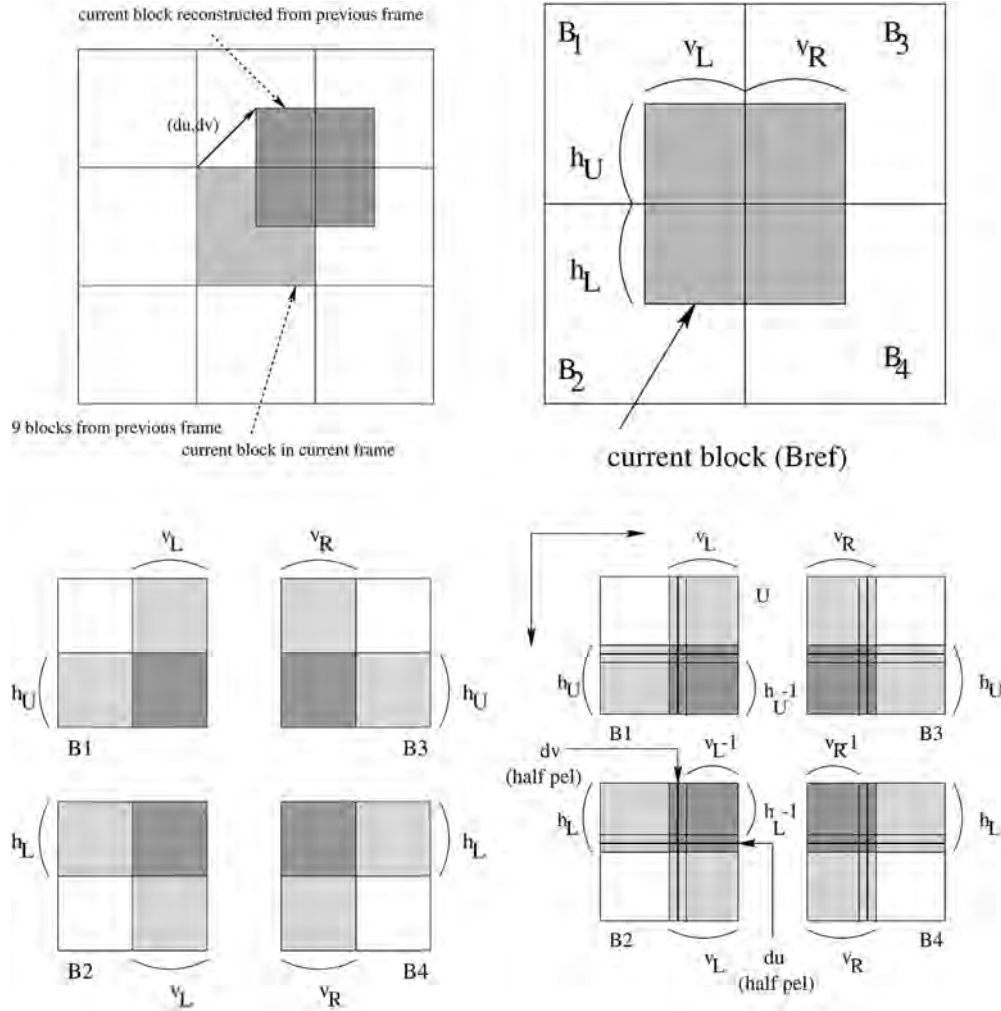 current block reconstructed from previous frame
(du,dv)
9 blocks from previous frame
current block in current frame
B1
B3
vL
vR
hU
hL
B2
B4
current block (Bref)
vL
vR
hU
hU
B1
B3
hL
hL
B2
B4
vL
vR
vL
vR
U
hU
hU-1
hU
B1
B3
dv
(half pel)
vL-1
vR-1
hL
hL-1
hL
B2
B4
vL
du
(half pel)
vR